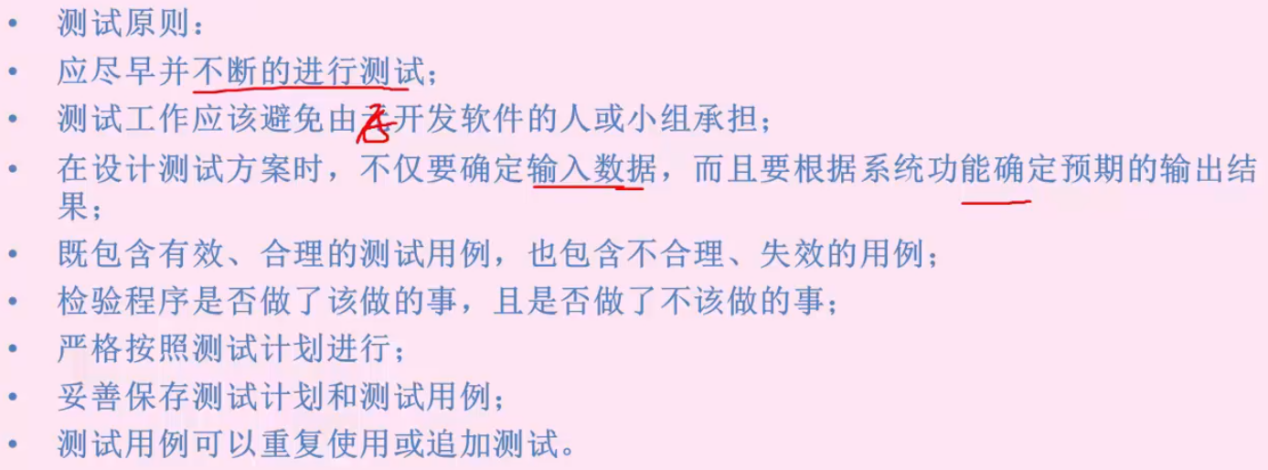 • 测试原则：
• 应尽早并不断的进行测试；
• 测试工作应该避免由开发软件的人或小组承担；
• 在设计测试方案时，不仅要确定输入数据，而且要根据系统功能确定预期的输出结
果；
• 既包含有效、合理的测试用例，也包含不合理、失效的用例；
• 检验程序是否做了该做的事，且是否做了不该做的事；
• 严格按照测试计划进行；
• 妥善保存测试计划和测试用例；
• 测试用例可以重复使用或追加测试。